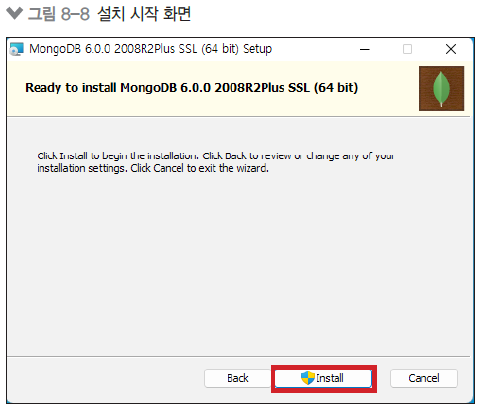 그림 8-8 설치 시작 화면
MongoDB 6.0.0 2008R2Plus SSL (64 bit) Setup
Ready to install MongoDB 6.0.0 2008R2Plus SSL (64 bit)
Click Install to begin the installation. Click Back to review or change any of your
installation settings. Click Cancel to exit the wizard.
Back
Install
Cancel